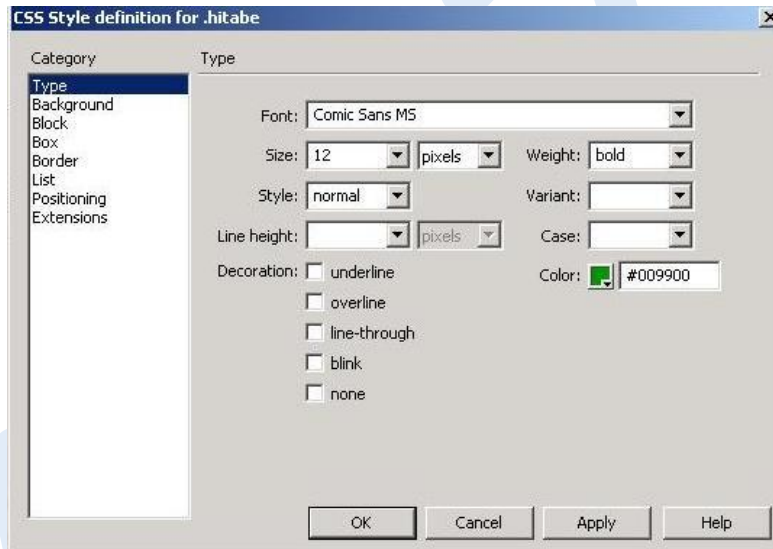 CSS Style definition for .hitabe
Category
Type
Type
Background
Block
Box
Border
List
Positioning
Extensions
Font: Comic Sans MS
Size: 12 pixels Weight: bold
Style: normal Variant:
Line height: pixels Case:
Decoration: underline Color: #009900
overline
line-through
blink
none
OK Cancel Apply Help